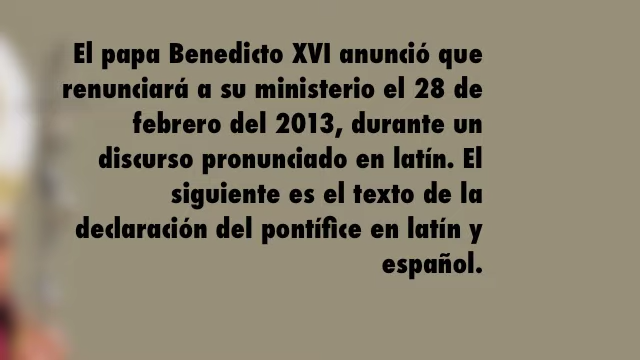 El papa Benedicto XVI anunció que
renunciará a su ministerio el 28 de
febrero del 2013, durante un
discurso pronunciado en latín. El
siguiente es el texto de la
declaración del pontífice en latín y
español.